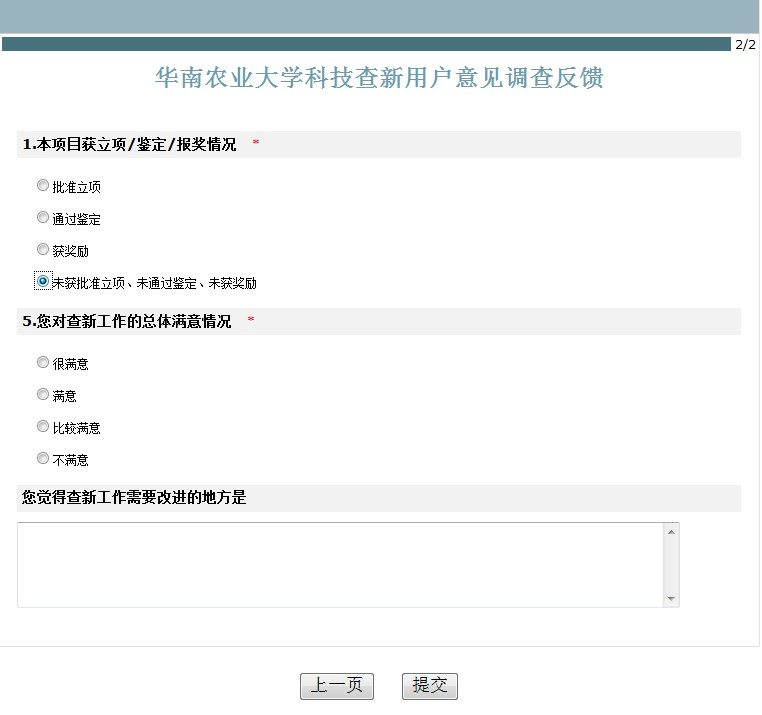 2/2
华南农业大学科技查新用户意见调查反馈
1.本项目获立项/鉴定/报奖情况 *
批准立项
通过鉴定
获奖励
未获批准立项、未通过鉴定、未获奖励
5.您对查新工作的总体满意情况 *
很满意
满意
比较满意
不满意
您觉得查新工作需要改进的地方是
上一页 提交